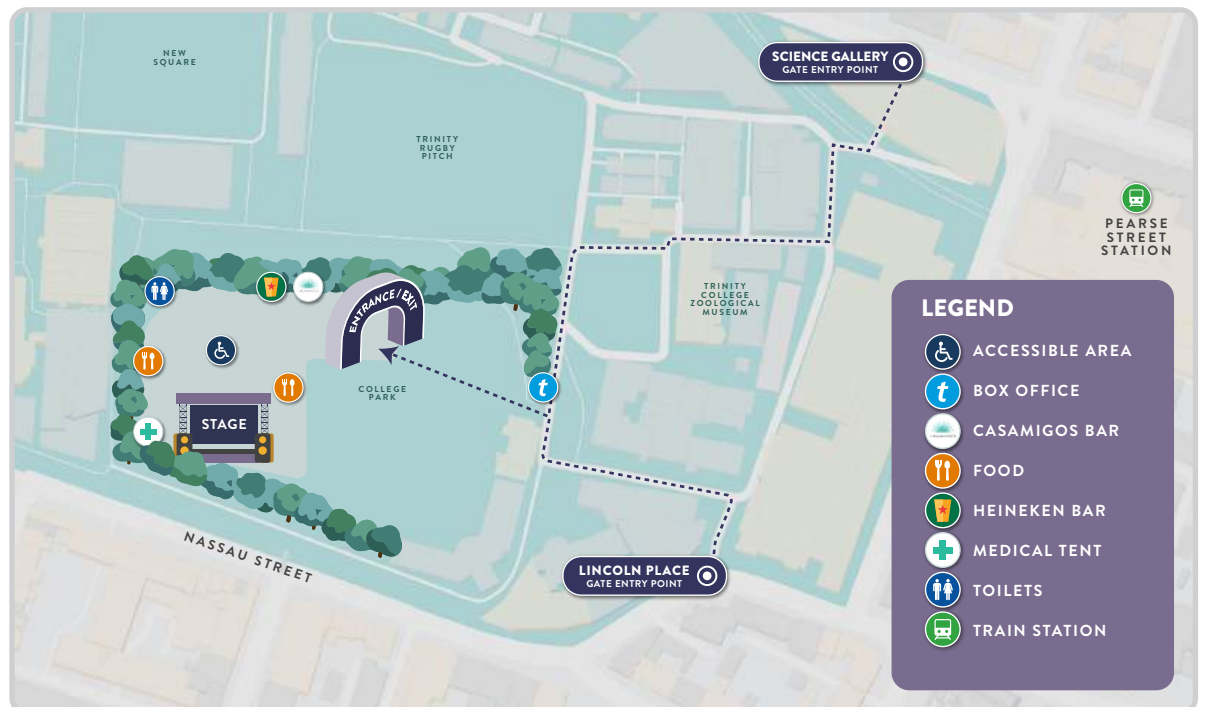 NEW
SQUARE
TRINITY
RUGBY
PITCH
SCIENCE GALLERY
GATE ENTRY POINT
PEARSE
STREET
STATION
ENTRANCE/EXIT
TRINITY
COLLEGE
ZOOLOGICAL
MUSEUM
COLLEGE
PARK
t
STAGE
NASSAU STREET
LINCOLN PLACE
GATE ENTRY POINT
LEGEND
ACCESSIBLE AREA
t
BOX OFFICE
CASAMIGOS BAR
FOOD
HEINEKEN BAR
MEDICAL TENT
TOILETS
TRAIN STATION